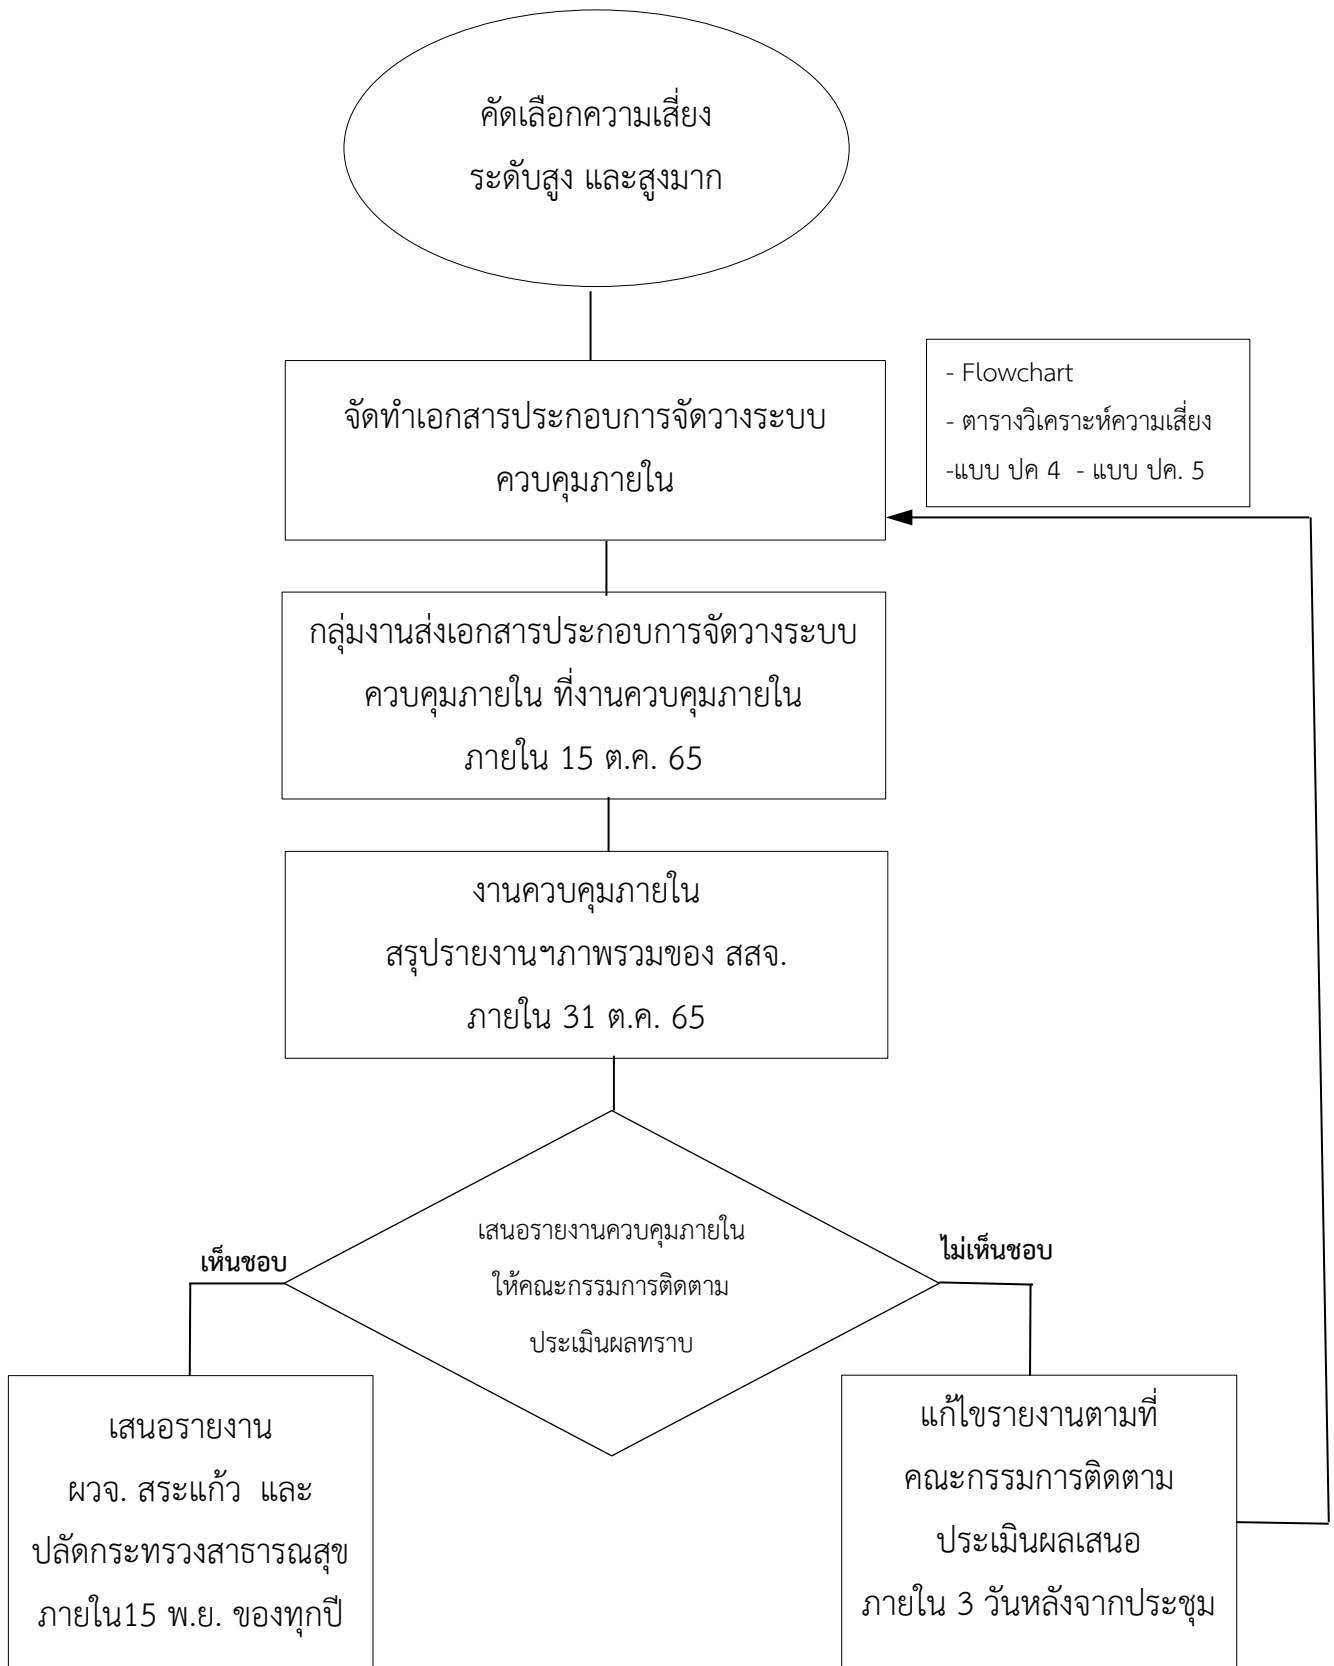 คัดเลือกความเสี่ยง
ระดับสูง และสูงมาก
จัดทำเอกสารประกอบการจัดวางระบบ
ควบคุมภายใน
- Flowchart
- ตารางวิเคราะห์ความเสี่ยง
-แบบ ปค 4 - แบบ ปค. 5
กลุ่มงานส่งเอกสารประกอบการจัดวางระบบ
ควบคุมภายใน ที่งานควบคุมภายใน
ภายใน 15 ต.ค. 65
งานควบคุมภายใน
สรุปรายงานฯภาพรวมของ สสจ.
ภายใน 31 ต.ค. 65
เสนอรายงานควบคุมภายใน
ให้คณะกรรมการติดตาม
ประเมินผลทราบ
เห็นชอบ
ไม่เห็นชอบ
เสนอรายงาน
ผวจ. สระแก้ว และ
ปลัดกระทรวงสาธารณสุข
ภายใน15 พ.ย. ของทุกปี
แก้ไขรายงานตามที่
คณะกรรมการติดตาม
ประเมินผลเสนอ
ภายใน 3 วันหลังจากประชุม